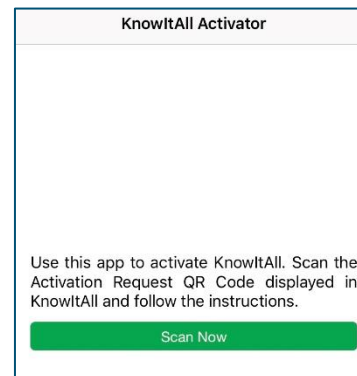 KnowItAll Activator
Use this app to activate KnowItAll. Scan the
Activation Request QR Code displayed in
KnowItAll and follow the instructions.
Scan Now